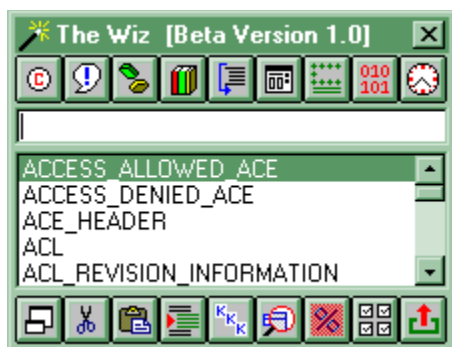 The Wiz [Beta Version 1.0]
C
010
101
ACCESS_ALLOWED_ACE
ACCESS_DENIED_ACE
ACE_HEADER
ACL
ACL_REVISION_INFORMATION
K K K
%